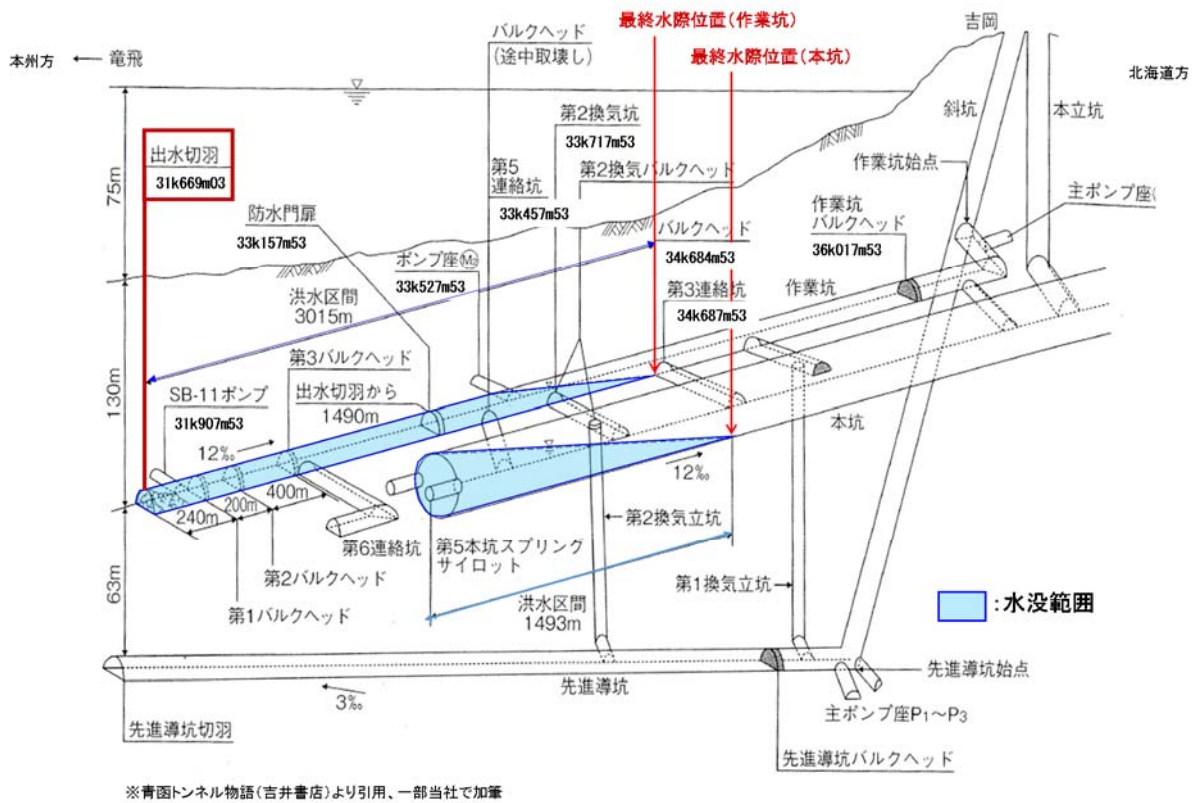 最終水際位置(作業坑)
最終水際位置(本坑)
吉岡
本州方
竜飛
北海道方
バルクヘッド
(途中取壊し)
第2換気坑
33k717m53
斜坑
本立坑
出水切羽
31k669m03
75m
第5
連絡坑
33k457m53
第2換気バルクヘッド
作業坑始点
主ポンプ座(
防水門扉
33k157m53
バルクヘッド
34k684m53
作業坑
バルクヘッド
36k017m53
ポンプ座M2
33k527m53
第3連絡坑
34k687m53
作業坑
洪水区間
3015m
130m
第3バルクヘッド
出水切羽から
1490m
SB-11ポンプ
31k907m53
12‰
本坑
12‰
240m
200m
400m
第6連絡坑
第5本坑スプリング
サイロット
第2換気立坑
第2バルクヘッド
第1バルクヘッド
63m
洪水区間
1493m
第1換気立坑
:水没範囲
先進導坑
先進導坑始点
3‰
主ポンプ座P1～P3
先進導坑切羽
先進導坑バルクヘッド
※青函トンネル物語(吉井書店)より引用、一部当社で加筆